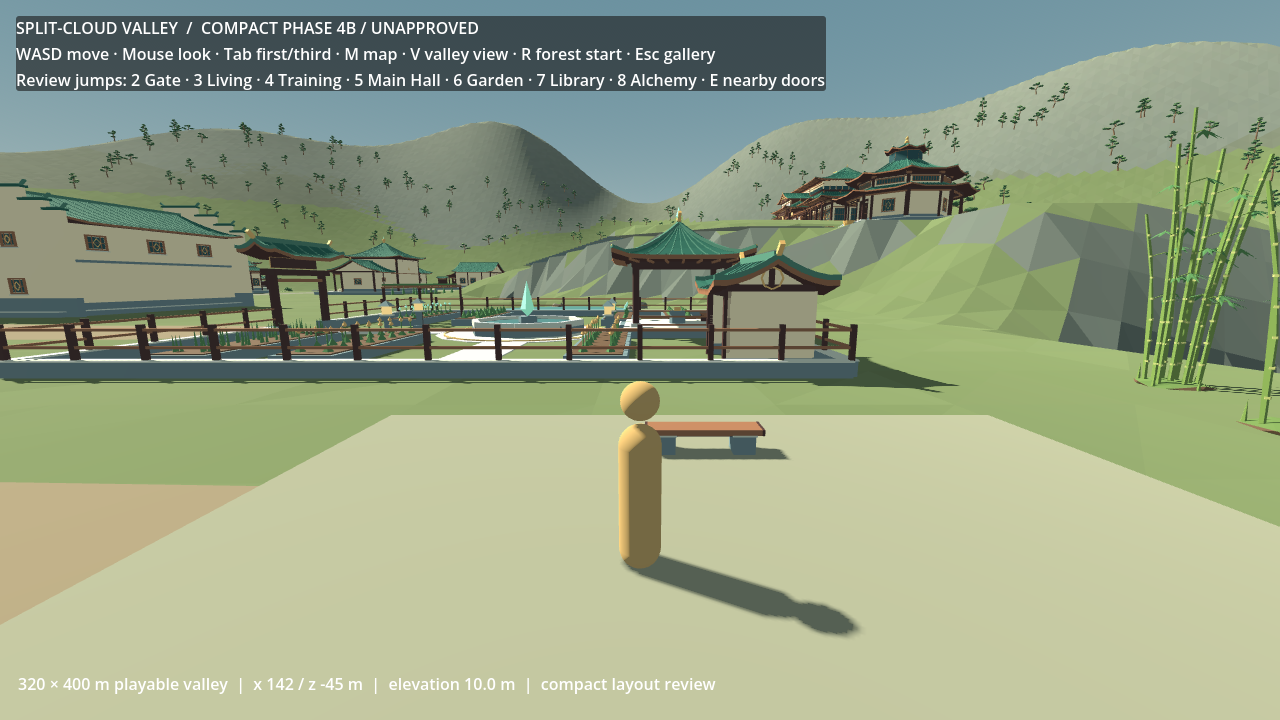 SPLIT-CLOUD VALLEY / COMPACT PHASE 4B / UNAPPROVED
WASD move · Mouse look · Tab first/third · M map · V valley view · R forest start · Esc gallery
Review jumps: 2 Gate · 3 Living · 4 Training · 5 Main Hall · 6 Garden · 7 Library · 8 Alchemy · E nearby doors
320 × 400 m playable valley | x 142 / z -45 m | elevation 10.0 m | compact layout review